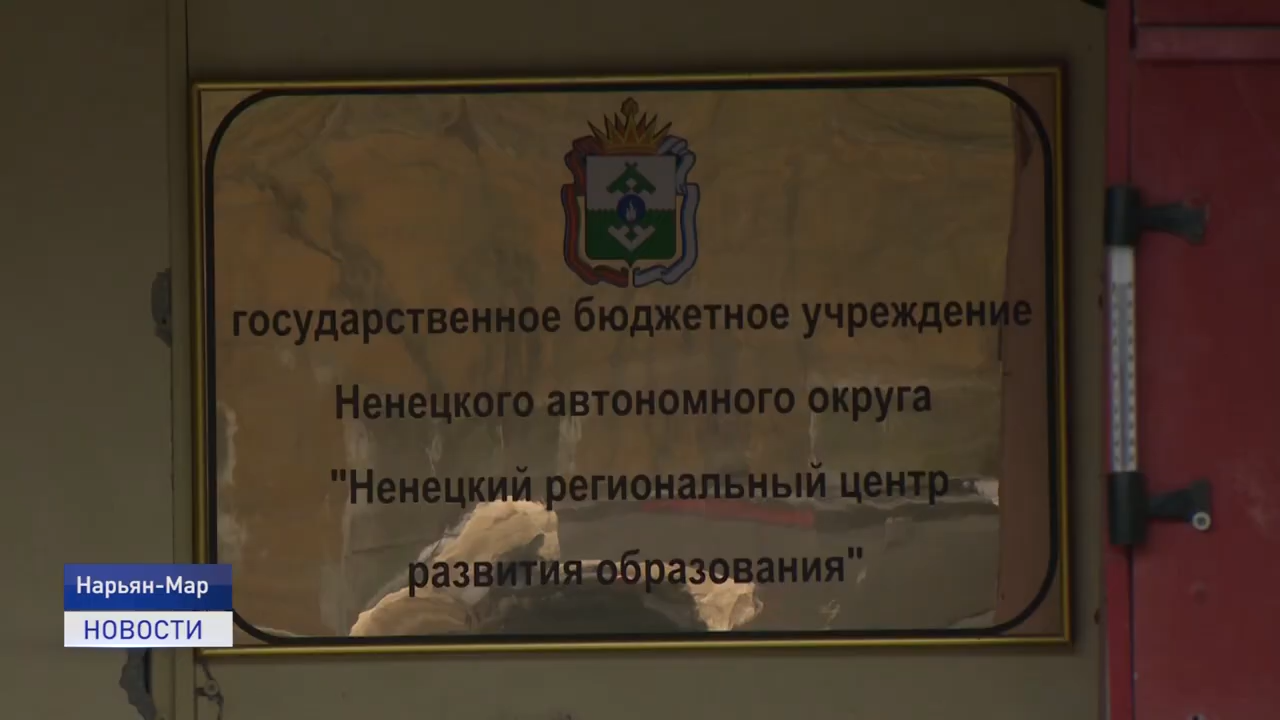 государственное бюджетное учреждение
Ненецкого автономного округа
"Ненецкий региональный центр
развития образования"
Нарьян-Мар
НОВОСТИ